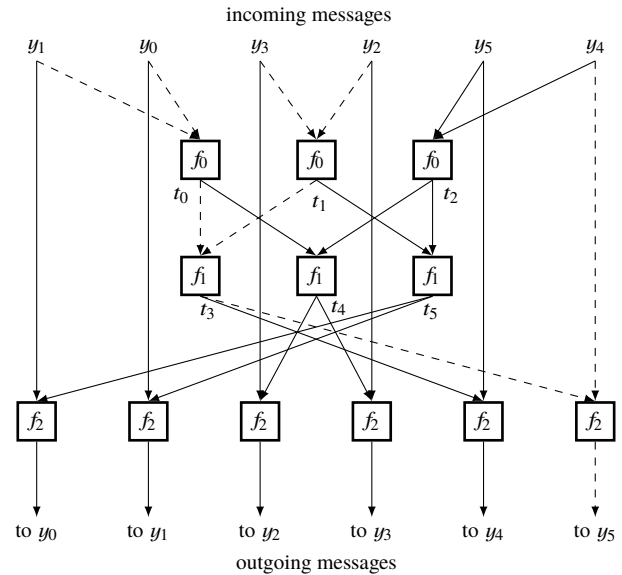 incoming messages
y₁ y₀ y₃ y₂ y₅ y₄
f₀ f₀ f₀
t₀ t₁ t₂
f₁ f₁ f₁
t₃ t₄ t₅
f₂ f₂ f₂ f₂ f₂ f₂
to y₀ to y₁ to y₂ to y₃ to y₄ to y₅
outgoing messages